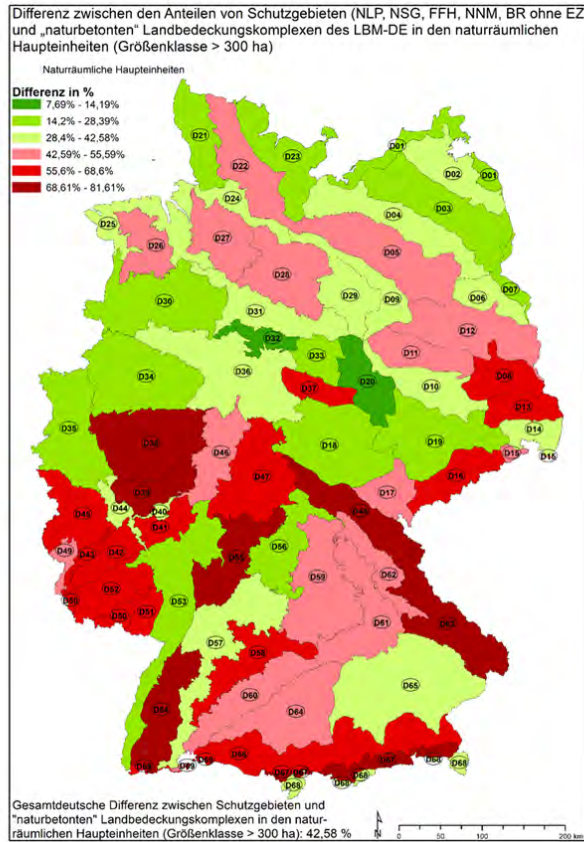 Differenz zwischen den Anteilen von Schutzgebieten (NLP, NSG, FFH, NNM, BR ohne EZ)
und „naturbetonten“ Landbedeckungskomplexen des LBM-DE in den naturräumlichen
Haupteinheiten (Größenklasse > 300 ha)
Naturräumliche Haupteinheiten
Differenz in %
7,69% - 14,19%
14,2% - 28,39%
28,4% - 42,58%
42,59% - 55,59%
55,6% - 68,6%
68,61% - 81,61%
D21
D22
D23
D01
D02
D01
D03
D24
D04
D25
D26
D27
D05
D28
D07
D30
D29
D09
D06
D31
D12
D32
D33
D11
D36
D20
D08
D34
D37
D10
D13
D35
D18
D19
D14
D38
D46
D15
D15
D47
D16
D39
D17
D44
D40
D41
D48
D45
D56
D49
D43
D42
D55
D59
D62
D52
D53
D61
D63
D50
D51
D50
D57
D58
D65
D60
D54
D64
D66
D67
D69
D68
D68
D68
D68
Gesamtdeutsche Differenz zwischen Schutzgebieten und
"naturbetonten" Landbedeckungskomplexen in den natur-
räumlichen Haupteinheiten (Größenklasse > 300 ha): 42,58 %
N
0
50
100
200 km